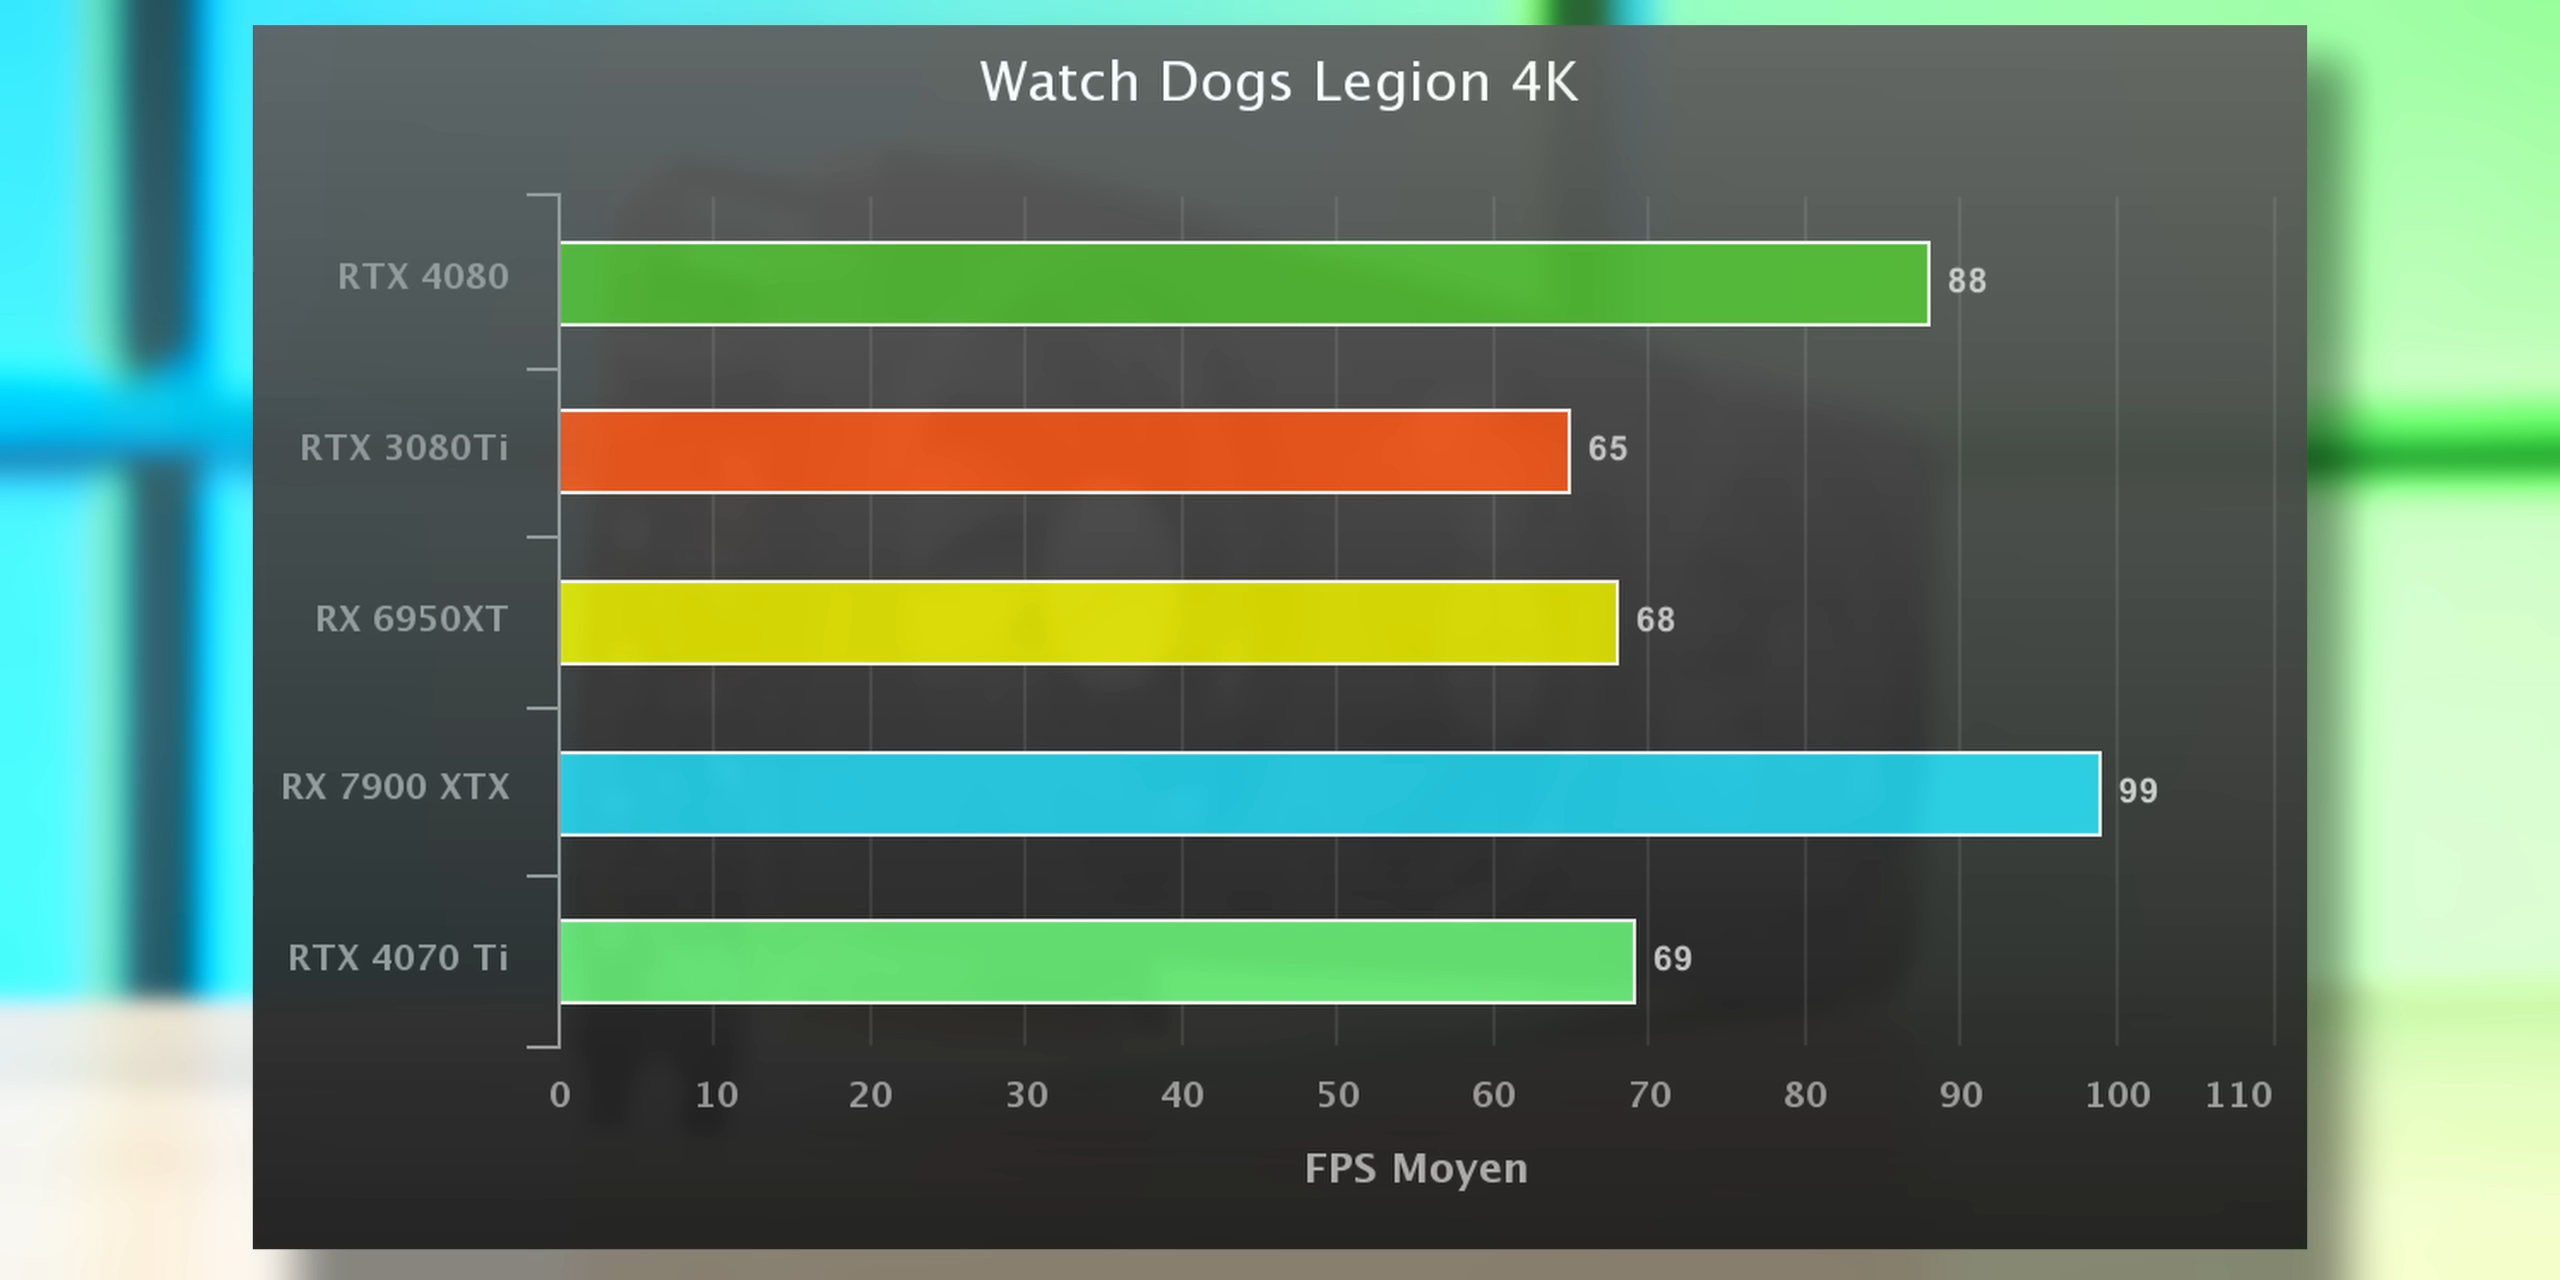 Watch Dogs Legion 4K
RTX 4080
88
RTX 3080Ti
65
RX 6950XT
68
RX 7900 XTX
99
RTX 4070 Ti
69
0 10 20 30 40 50 60 70 80 90 100 110
FPS Moyen